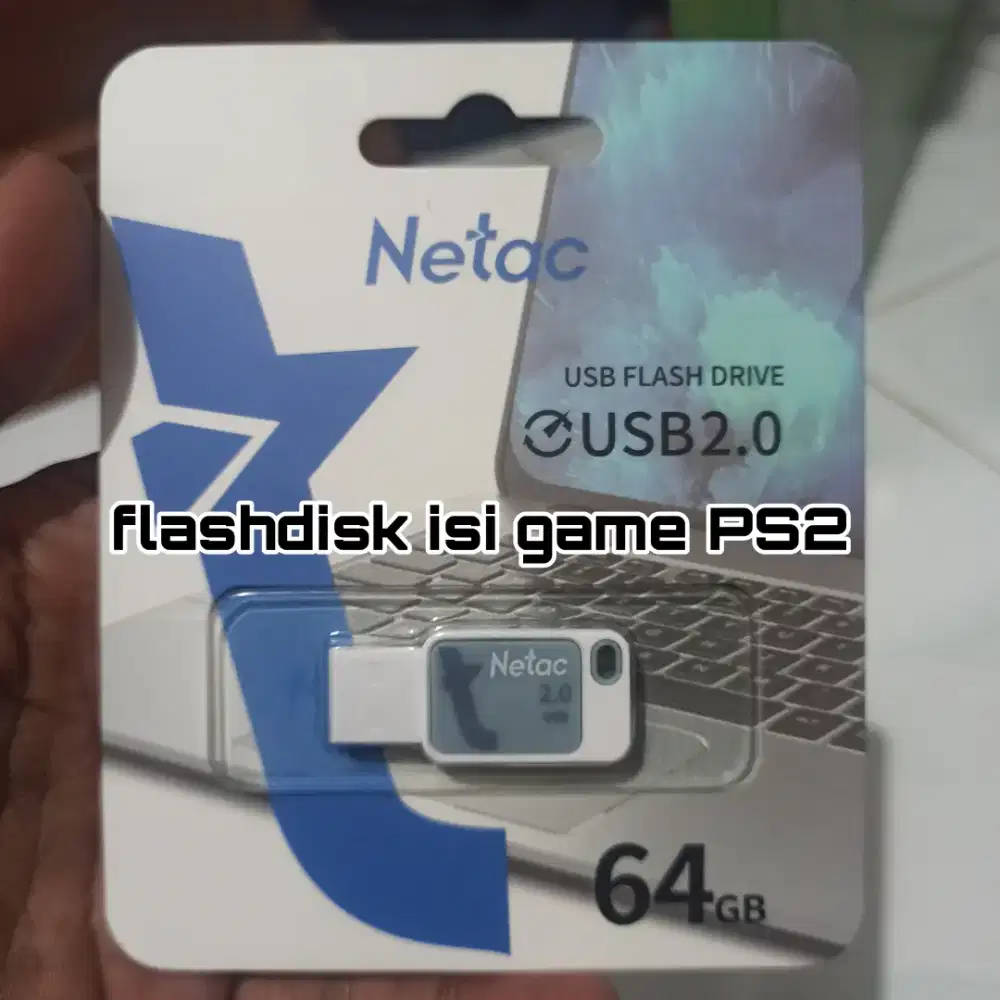 Netac
USB FLASH DRIVE
USB2.0
flashdisk isi game PS2
Netac
2.0
64GB